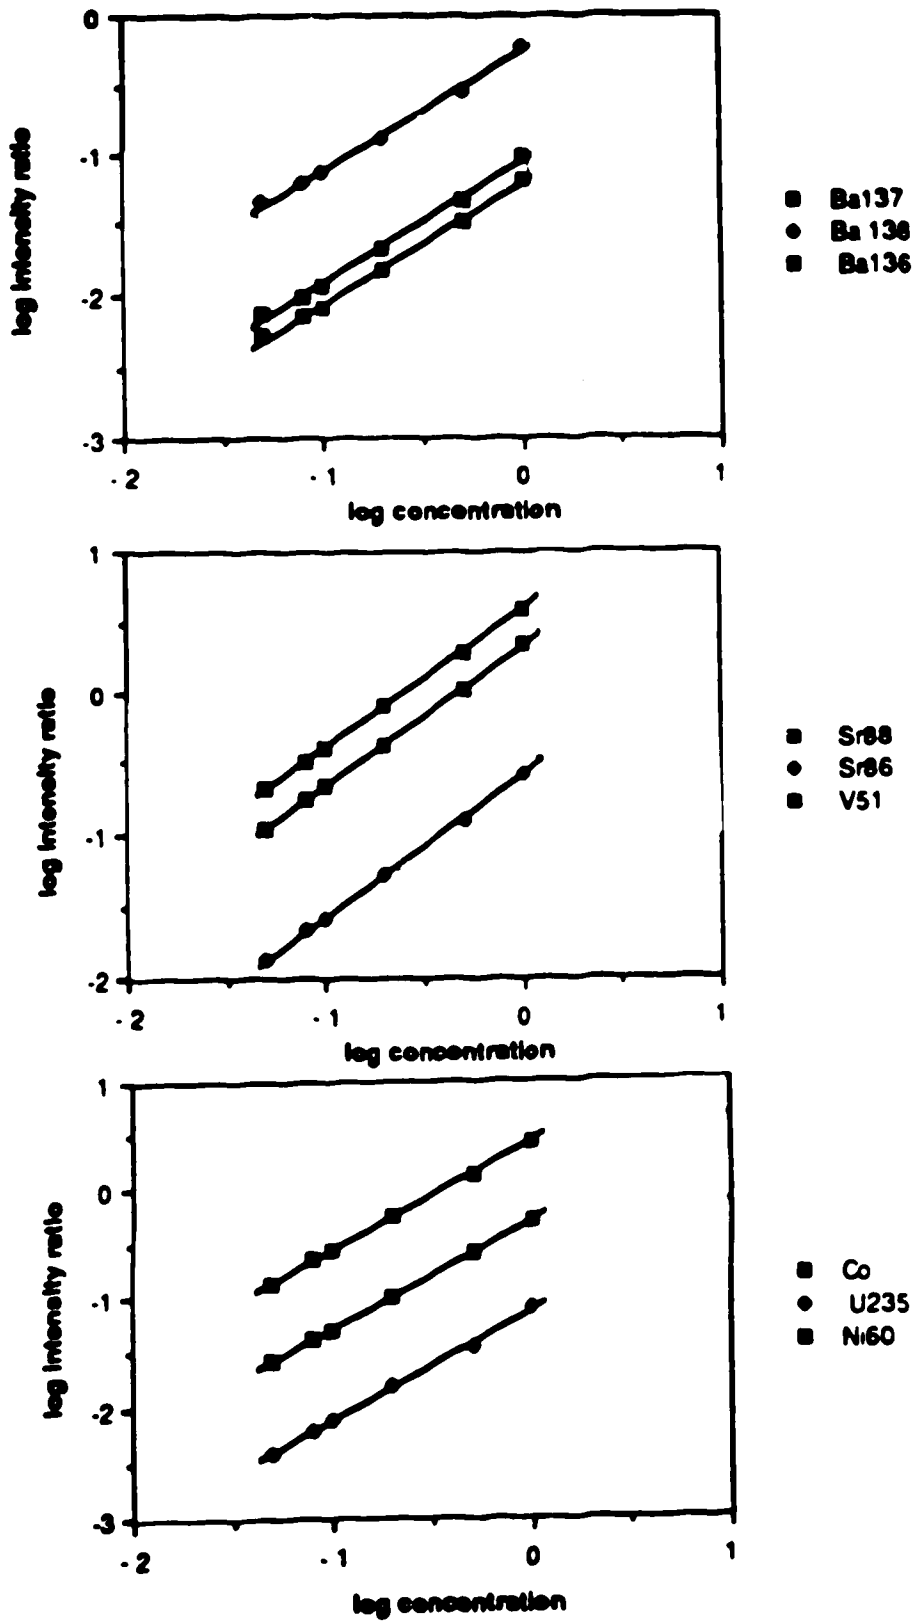 0
-1
-2
-3
log intensity ratio
-2 -1 0 1
log concentration
Ba137
Ba 138
Ba136
1
0
-1
-2
log intensity ratio
-2 -1 0 1
log concentration
Sr88
Sr86
V51
1
0
-1
-2
-3
log intensity ratio
-2 -1 0 1
log concentration
Co
U235
Ni60